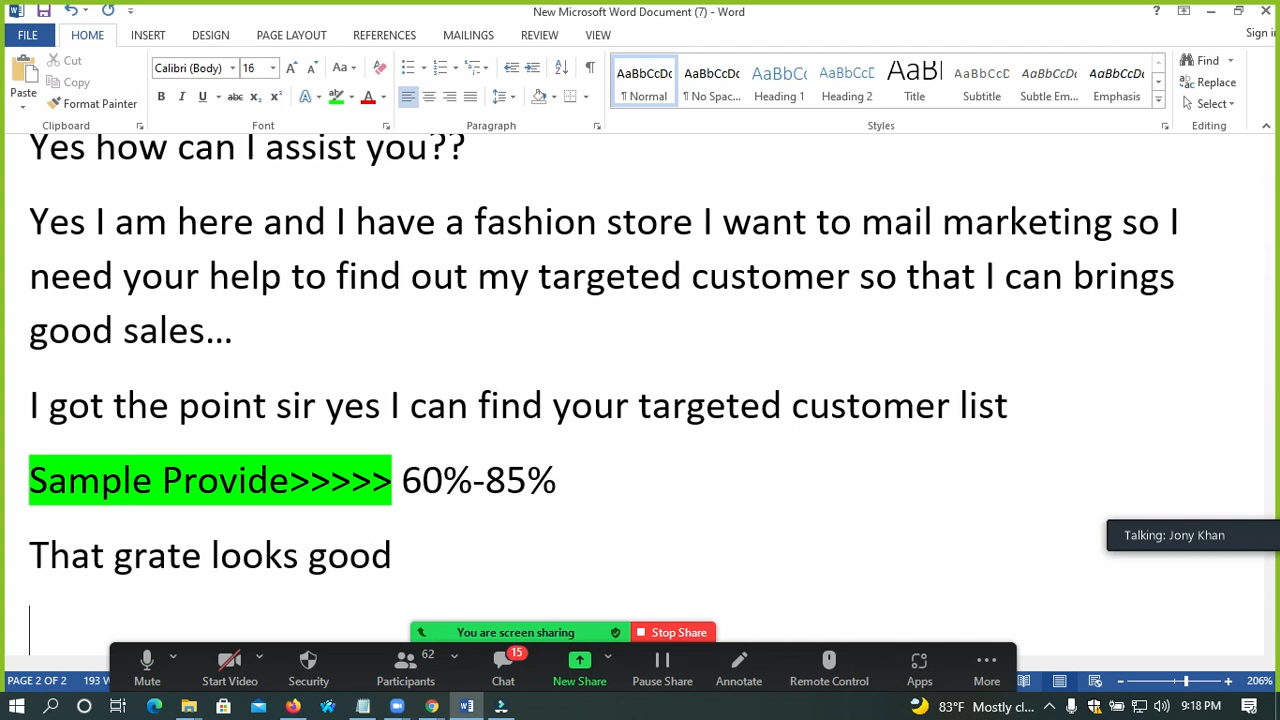 New Microsoft Word Document (7) - Word
Sign in
FILE HOME INSERT DESIGN PAGE LAYOUT REFERENCES MAILINGS REVIEW VIEW
Paste
Cut
Copy
Format Painter
Calibri (Body) 16
AaBbCcDc AaBbCcDc AaBbCc AaBbCcC AaBl AaBbCcC AaBbCcDc AaBbCcDc
¶ Normal ¶ No Spac... Heading 1 Heading 2 Title Subtitle Subtle Em... Emphasis
Find
Replace
Select
Clipboard Font Paragraph Styles Editing
Yes how can I assist you??
Yes I am here and I have a fashion store I want to mail marketing so I
need your help to find out my targeted customer so that I can brings
good sales...
I got the point sir yes I can find your targeted customer list
Sample Provide>>>>> 60%-85%
That grate looks good
Talking: Jony Khan
You are screen sharing Stop Share
62 15
Mute Start Video Security Participants Chat New Share Pause Share Annotate Remote Control Apps More
PAGE 2 OF 2 193 W
206%
83°F Mostly cl... 9:18 PM